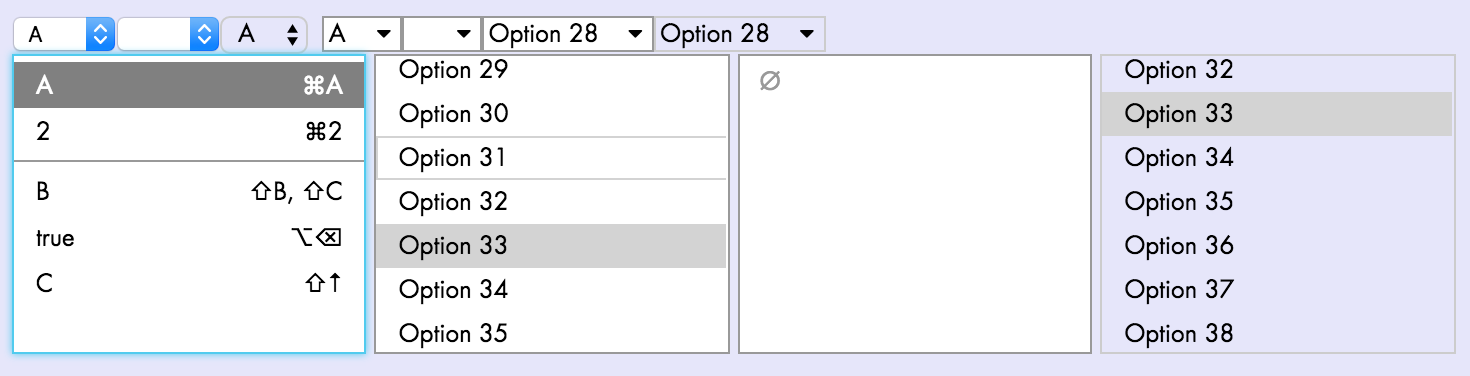 A A A Option 28 Option 28
A ⌘A
2 ⌘2
B ⇧B, ⇧C
true ⌥⌫
C ⇧↑
Option 29
Option 30
Option 31
Option 32
Option 33
Option 34
Option 35
∅
Option 32
Option 33
Option 34
Option 35
Option 36
Option 37
Option 38